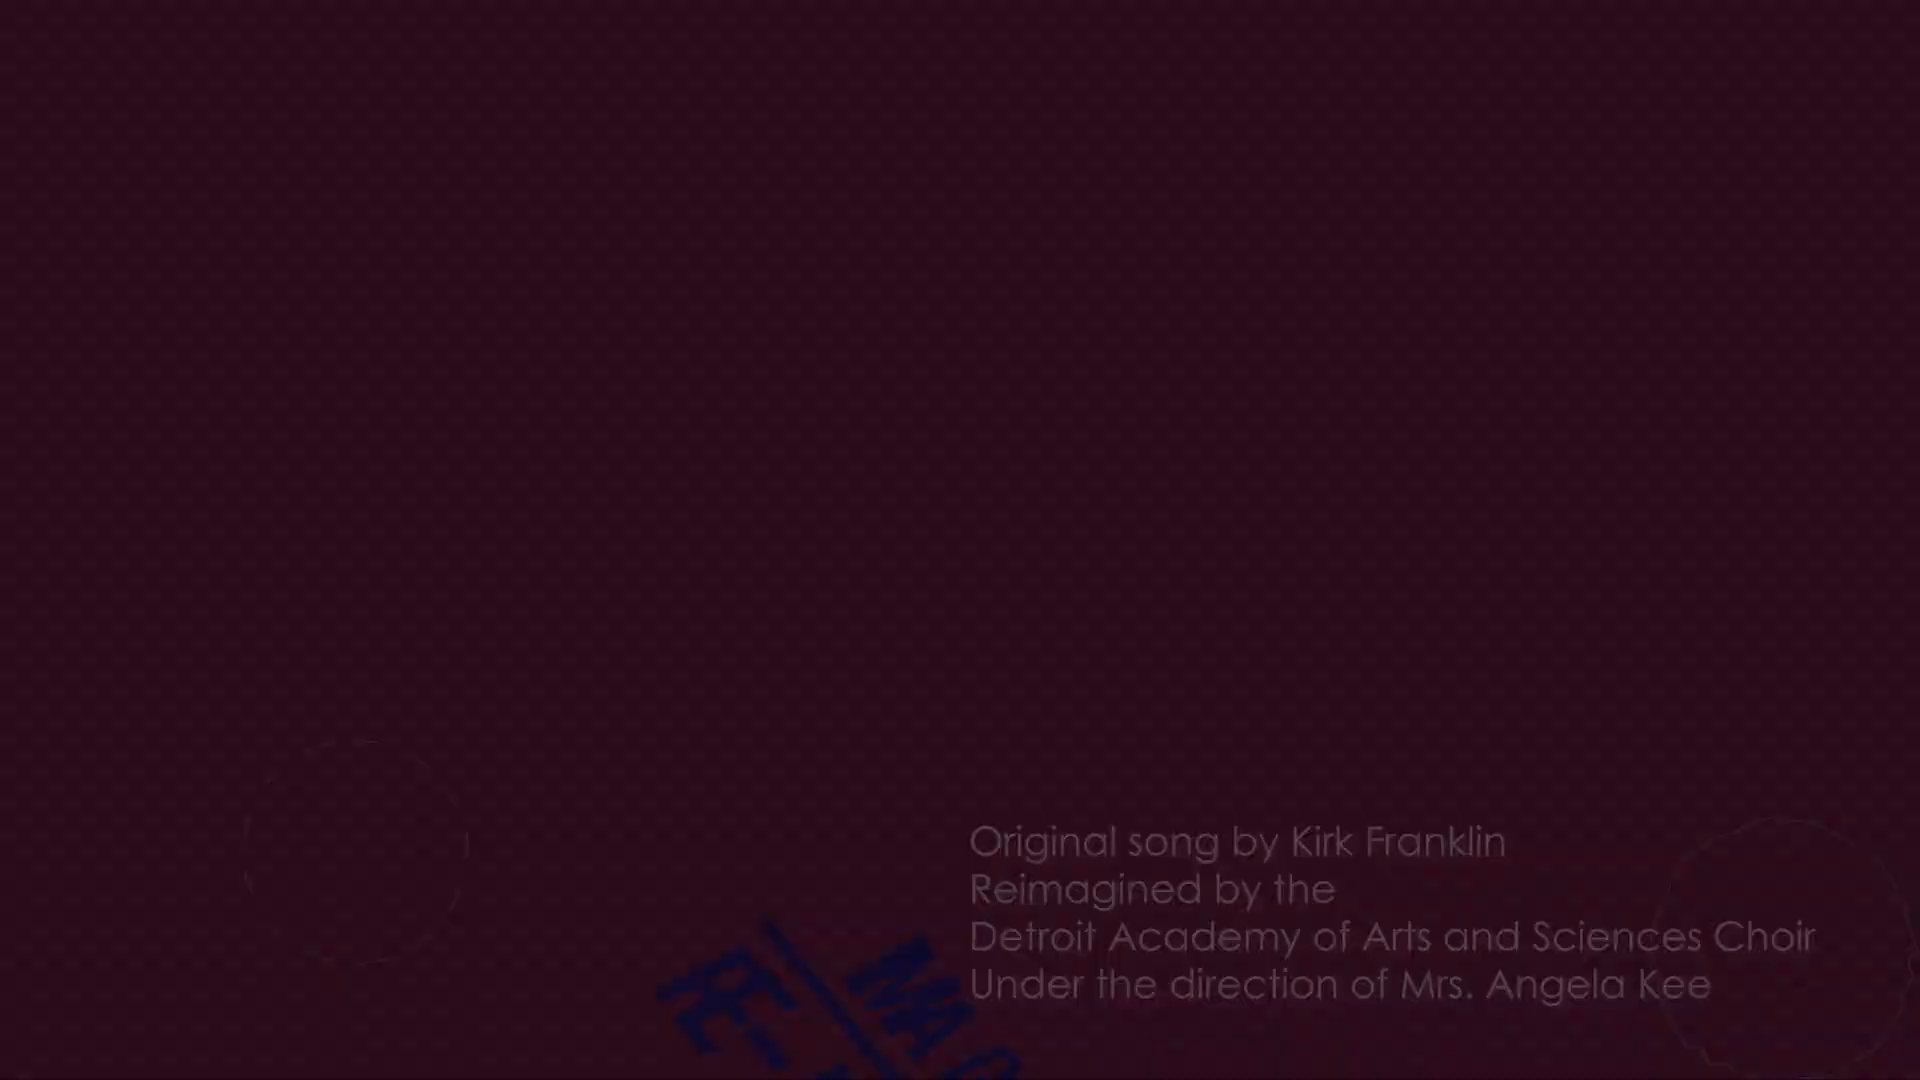 Original song by Kirk Franklin
Reimagined by the
Detroit Academy of Arts and Sciences Choir
Under the direction of Mrs. Angela Kee